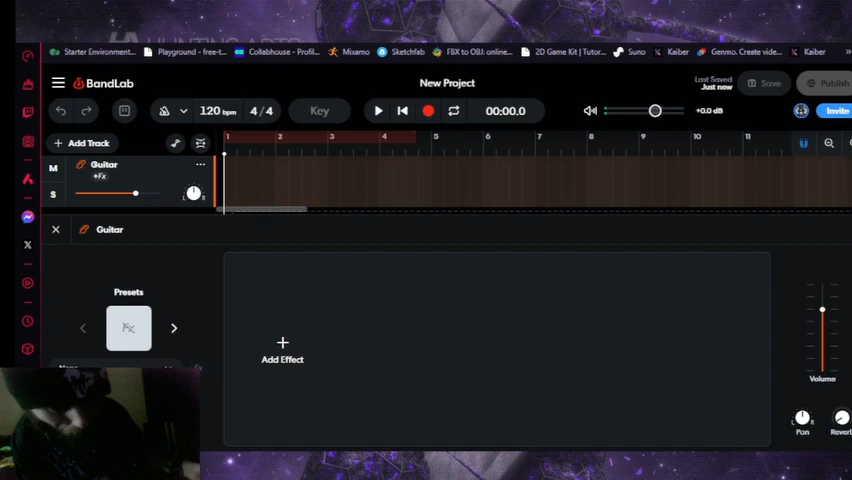 Starter Environment... Playground - free-t... Collabhouse - Profil... Mixamo Sketchfab FBX to OBJ: online... 2D Game Kit | Tutor... Suno Kaiber Genmo. Create vide... Kaiber »
BandLab New Project Last Saved Just now Save Publish
120 bpm 4 / 4 Key 00:00.0 +0.0 dB Invite
+ Add Track 1 2 3 4 5 6 7 8 9 10 11
M Guitar ...
+Fx
S L R
× Guitar
Presets
Fx
+
Add Effect
Volume
L R
Pan Reverb